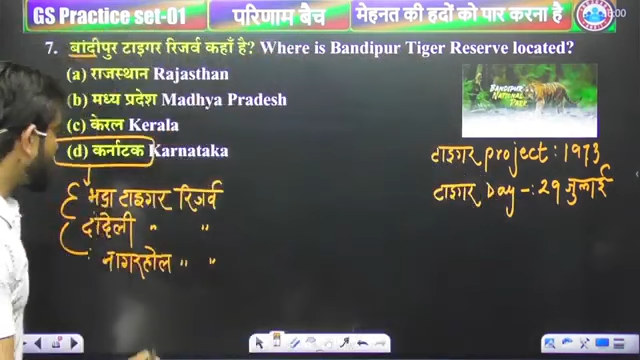 GS Practice set-01 परिणाम बैच मेहनत की हदों को पार करना है
7. बांदीपुर टाइगर रिजर्व कहाँ है? Where is Bandipur Tiger Reserve located?
(a) राजस्थान Rajasthan
(b) मध्य प्रदेश Madhya Pradesh
(c) केरल Kerala
(d) कर्नाटक Karnataka
BANDIPUR
NATIONAL
PARK
टाइगर project : 1973
टाइगर Day -: 29 जुलाई
भद्रा टाइगर रिजर्व
दांदेली " "
नागरहोल " "